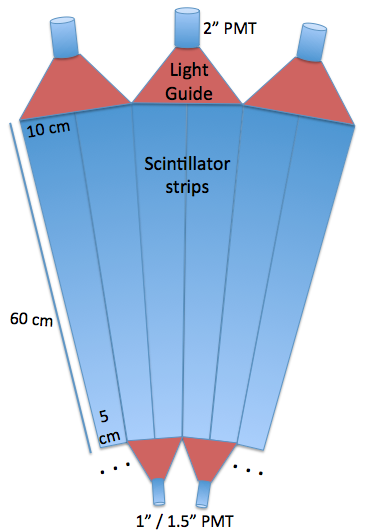 2” PMT
Light
Guide
10 cm
Scintillator
strips
60 cm
5
cm
. . .
. . .
1” / 1.5” PMT